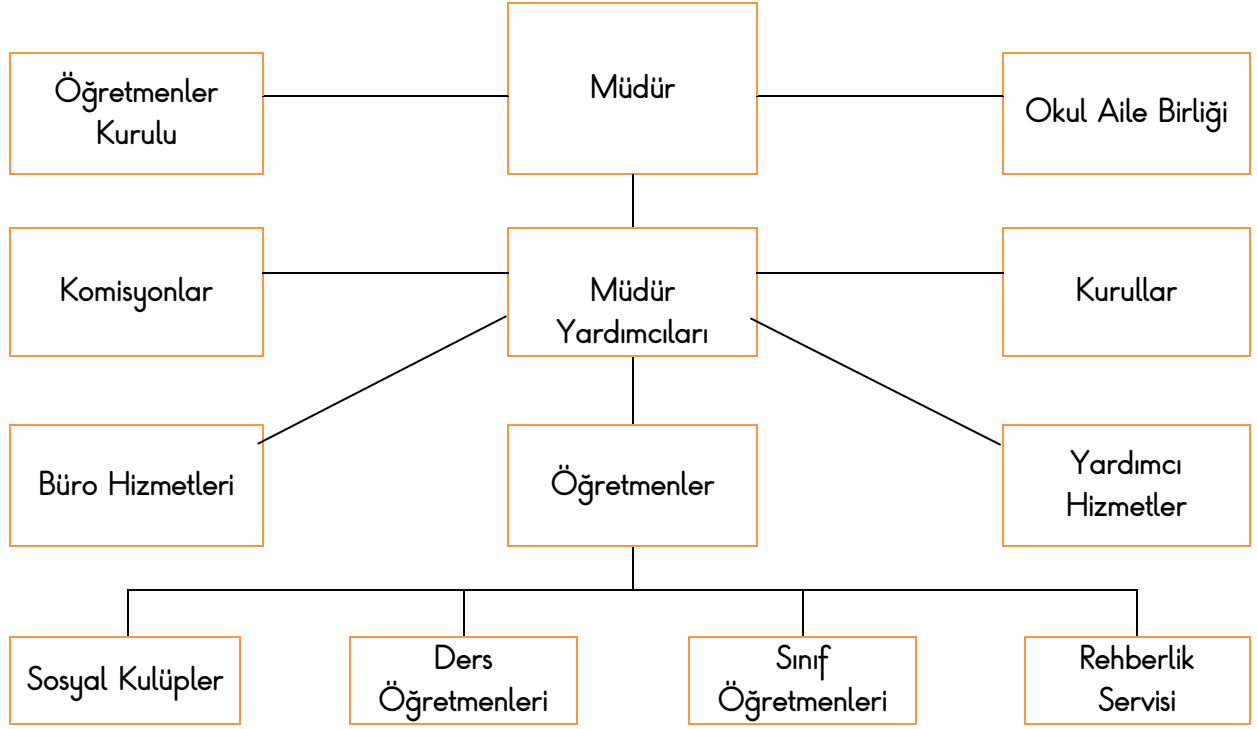 Öğretmenler
Kurulu
Müdür
Okul Aile Birliği
Komisyonlar
Müdür
Yardımcıları
Kurullar
Büro Hizmetleri
Öğretmenler
Yardımcı
Hizmetler
Sosyal Kulüpler
Ders
Öğretmenleri
Sınıf
Öğretmenleri
Rehberlik
Servisi